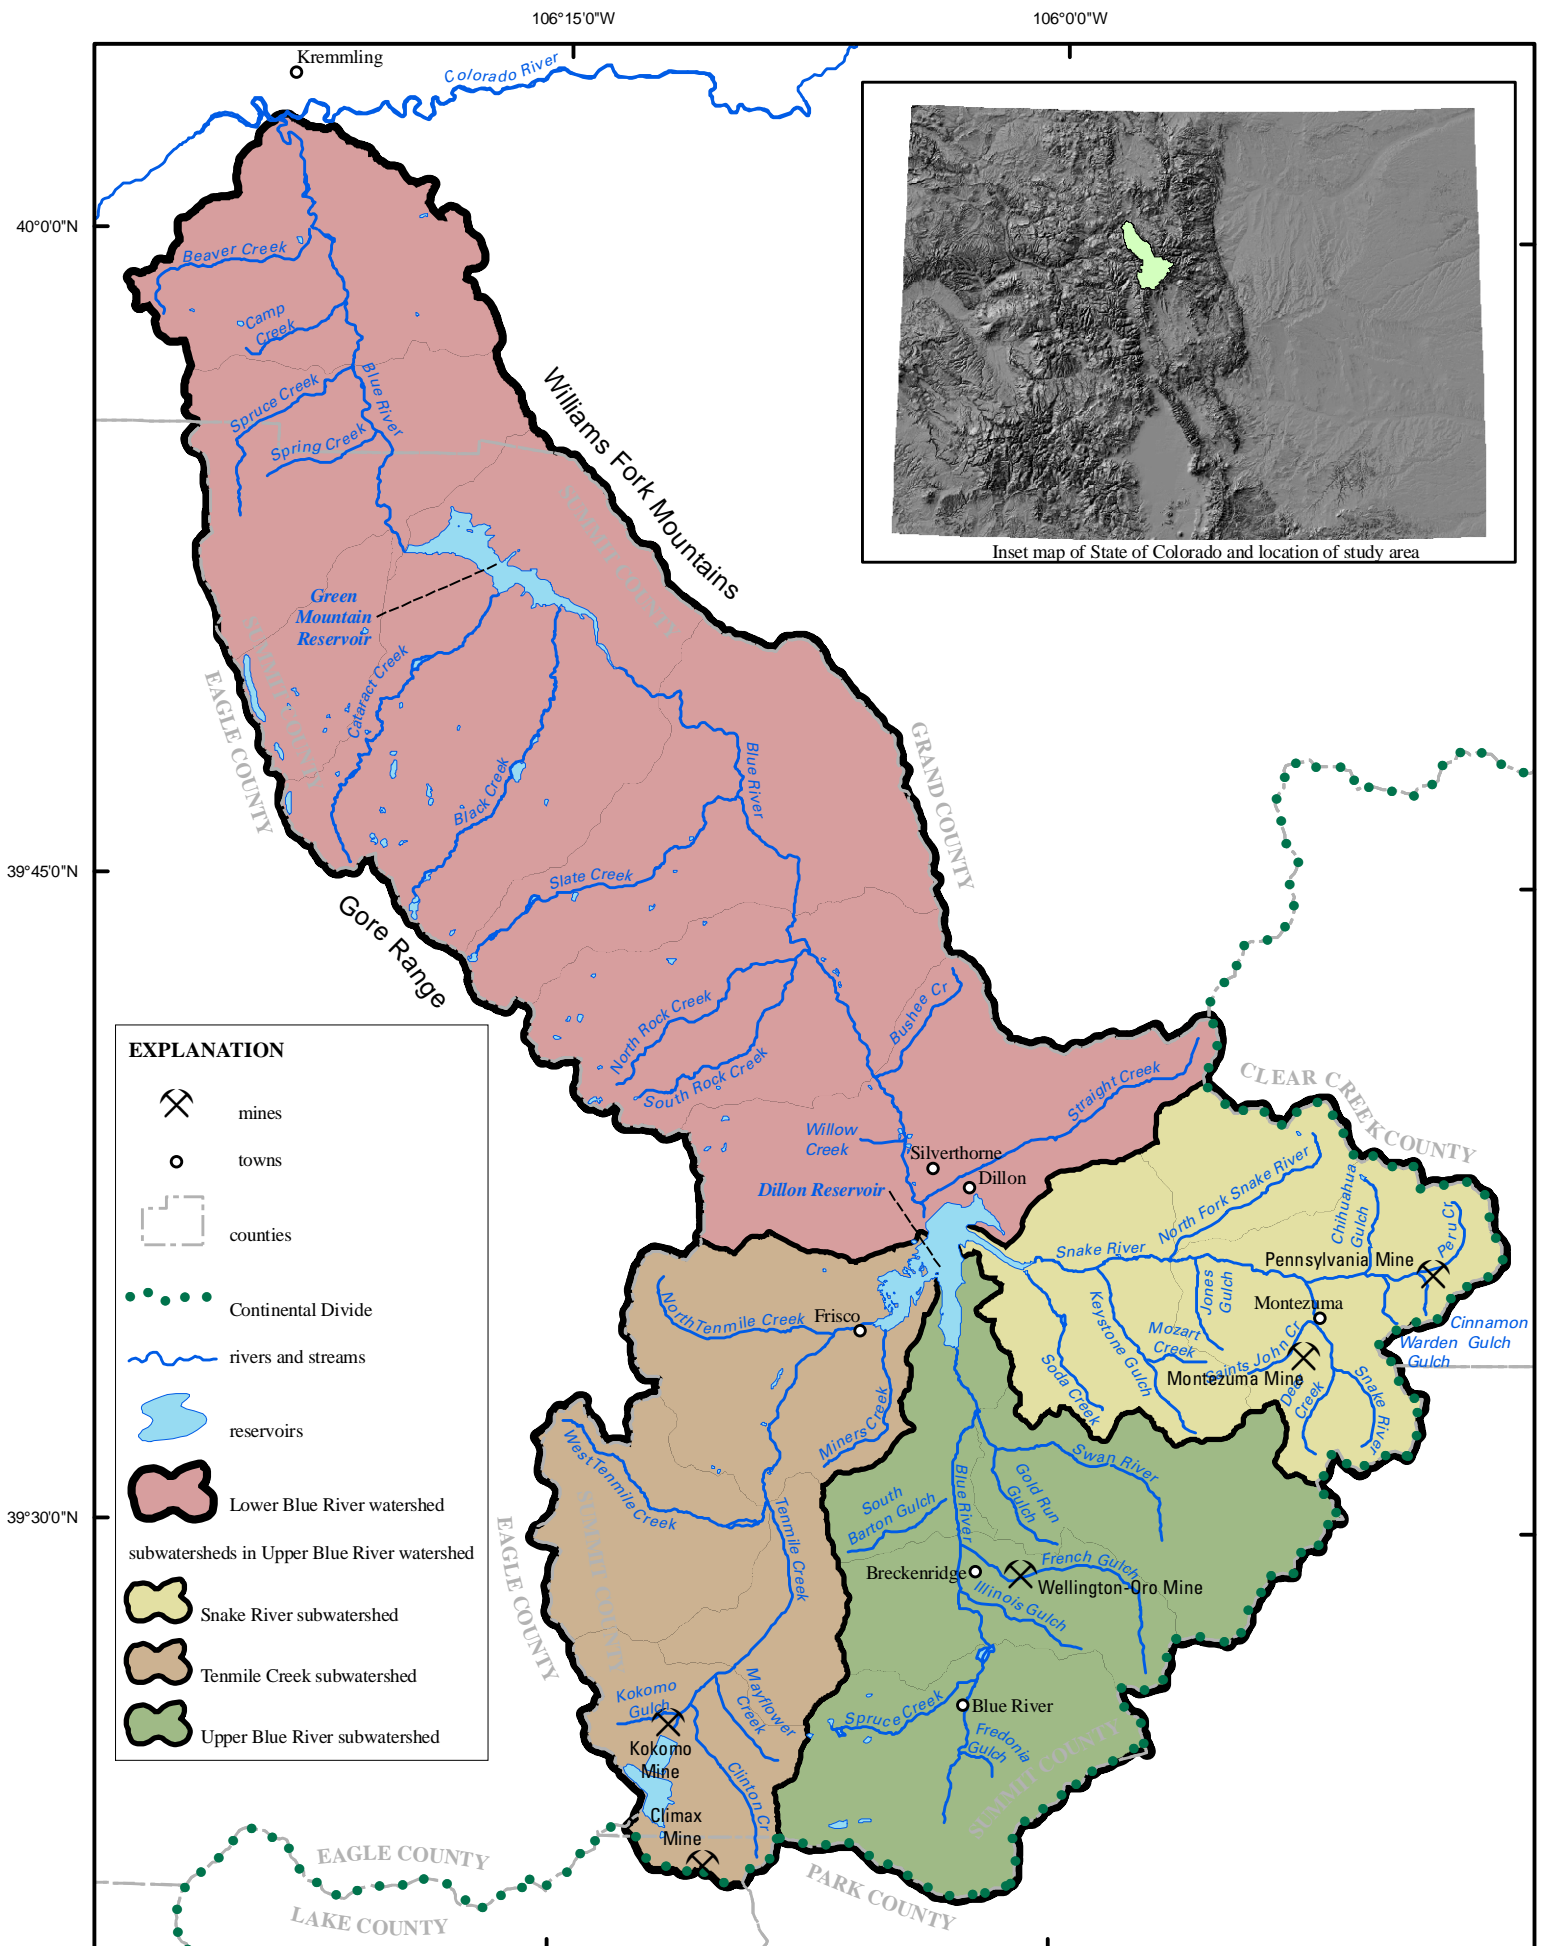 106°15'0"W
106°0'0"W
Kremmling
Colorado River
40°0'0"N
Beaver Creek
Camp
Creek
Blue River
Spruce Creek
Spring Creek
Williams Fork Mountains
SUMMIT COUNTY
Inset map of State of Colorado and location of study area
Green
Mountain
Reservoir
SUMMIT COUNTY
EAGLE COUNTY
Cataract Creek
Black Creek
Blue River
GRAND COUNTY
39°45'0"N
Slate Creek
Gore Range
North Rock Creek
South Rock Creek
Bushee Cr
Straight Creek
Willow
Creek
Silverthorne
Dillon
Dillon Reservoir
CLEAR CREEK COUNTY
North Fork Snake River
Chihuahua
Gulch
Peru Cr
Snake River
Pennsylvania Mine
Jones
Gulch
Montezuma
Keystone Gulch
Mozart
Creek
Saints John Cr
Montezuma Mine
Cinnamon
Gulch
Warden
Gulch
Deer
Creek
Snake River
Soda Creek
North Tenmile Creek
Frisco
Miners Creek
West Tenmile Creek
Tenmile Creek
SUMMIT COUNTY
EAGLE COUNTY
39°30'0"N
Swan River
Gold Run
Gulch
Blue River
South
Barton Gulch
Breckenridge
French Gulch
Wellington-Oro Mine
Illinois Gulch
Spruce Creek
Blue River
Fredonia
Gulch
SUMMIT COUNTY
Kokomo
Gulch
Mayflower
Creek
Kokomo
Mine
Clinton Cr
Climax
Mine
EAGLE COUNTY
LAKE COUNTY
PARK COUNTY
EXPLANATION
mines
towns
counties
Continental Divide
rivers and streams
reservoirs
Lower Blue River watershed
subwatersheds in Upper Blue River watershed
Snake River subwatershed
Tenmile Creek subwatershed
Upper Blue River subwatershed